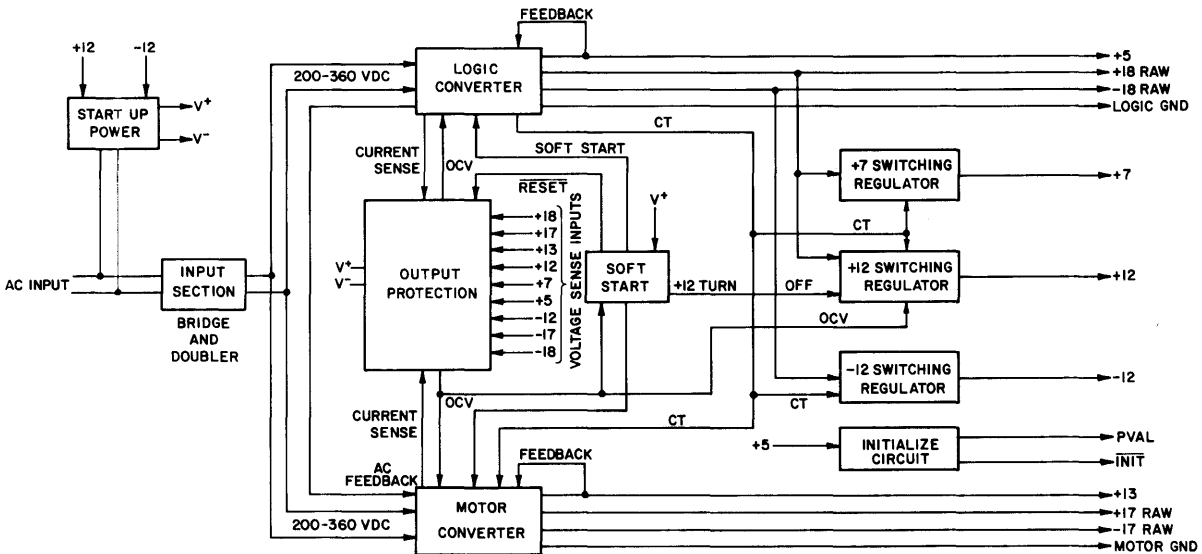 FEEDBACK
+12
-12
+5
200-360 VDC
LOGIC
CONVERTER
+18 RAW
-18 RAW
LOGIC GND
START UP
POWER
V+
V-
CT
CURRENT
SENSE
OCV
SOFT START
RESET
+7 SWITCHING
REGULATOR
+7
V+
+18
+17
+13
+12
+7
+5
-12
-17
-18
VOLTAGE SENSE INPUTS
CT
V+
V-
OUTPUT
PROTECTION
SOFT
START
AC INPUT
INPUT
SECTION
BRIDGE
AND
DOUBLER
+12 TURN OFF
+12 SWITCHING
REGULATOR
+12
OCV
-12 SWITCHING
REGULATOR
-12
CT
CURRENT
SENSE
OCV
CT
+5
INITIALIZE
CIRCUIT
PVAL
INIT
FEEDBACK
AC
FEEDBACK
200-360 VDC
MOTOR
CONVERTER
+13
+17 RAW
-17 RAW
MOTOR GND